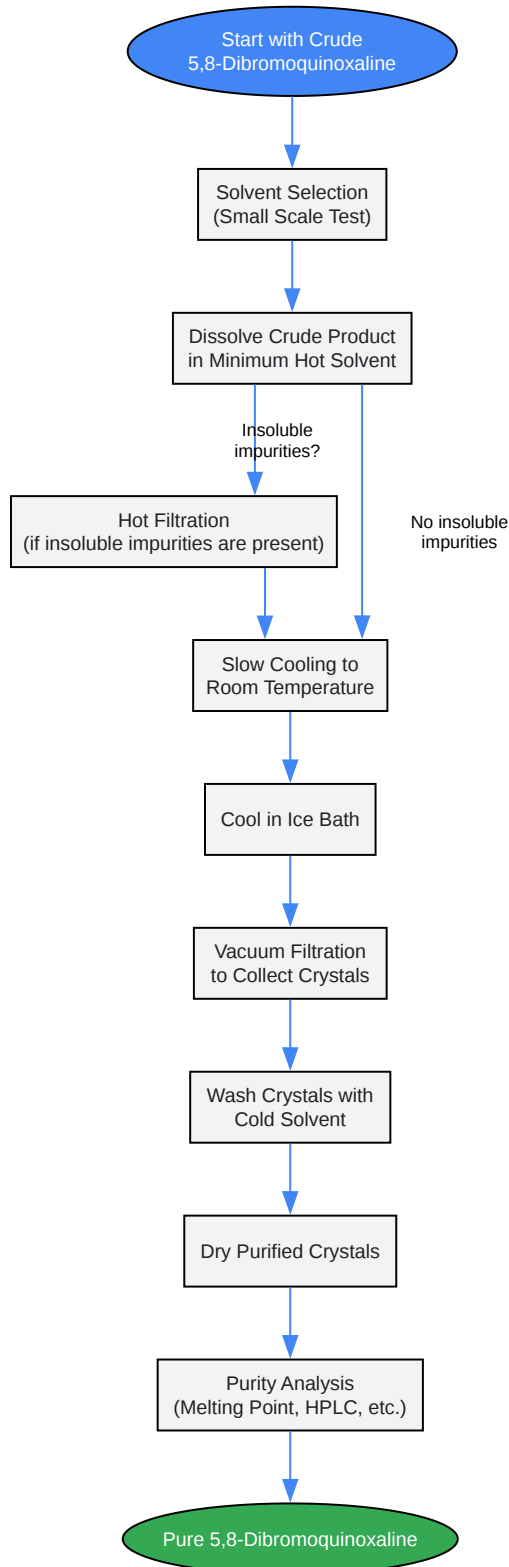 Start with Crude
5,8-Dibromoquinoxaline
Solvent Selection
(Small Scale Test)
Dissolve Crude Product
in Minimum Hot Solvent
Insoluble
impurities?
Hot Filtration
(if insoluble impurities are present)
No insoluble
impurities
Slow Cooling to
Room Temperature
Cool in Ice Bath
Vacuum Filtration
to Collect Crystals
Wash Crystals with
Cold Solvent
Dry Purified Crystals
Purity Analysis
(Melting Point, HPLC, etc.)
Pure 5,8-Dibromoquinoxaline